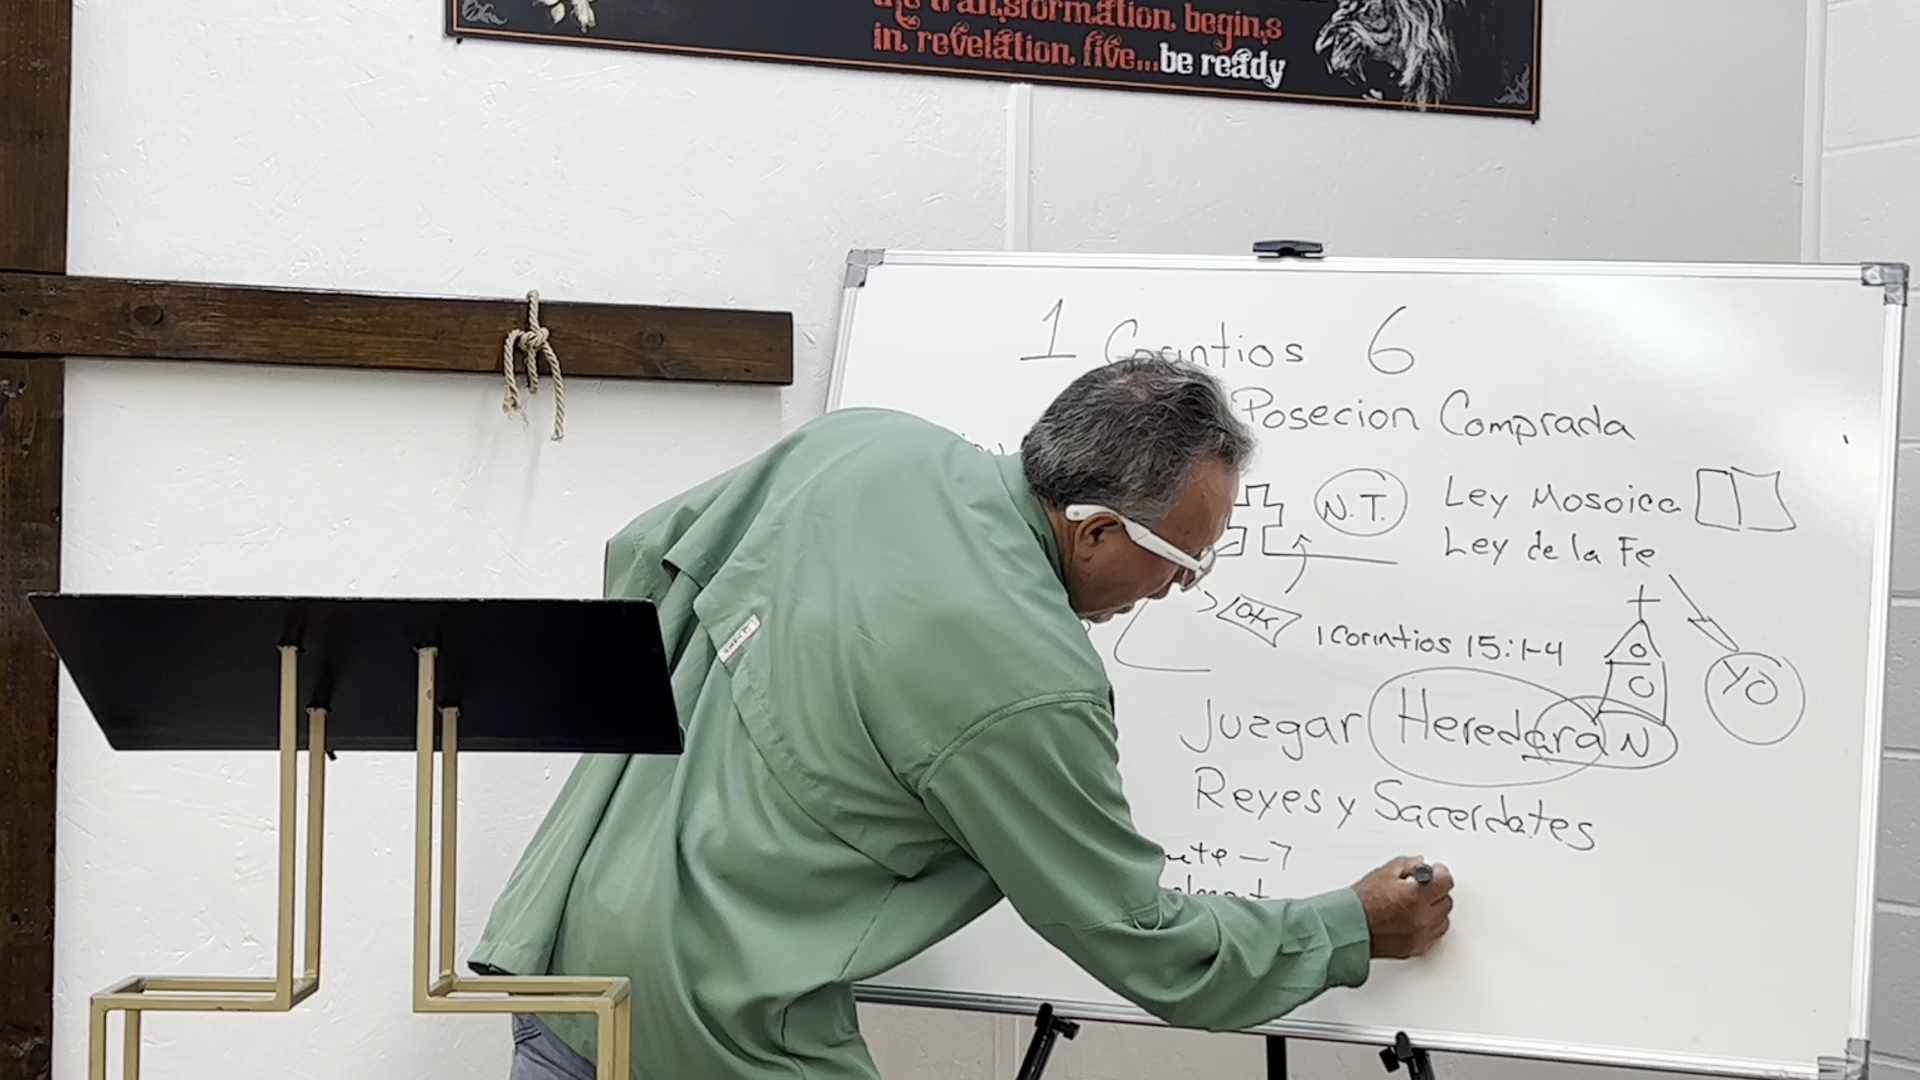 the transformation begins
in revelation five...be ready
1 Corintios 6
Posecion Comprada
N.T.
Ley Mosoica
Ley de la Fe
1 Corintios 15:1-4
YO
Juzgar Heredaran
Reyes y Sacerdotes